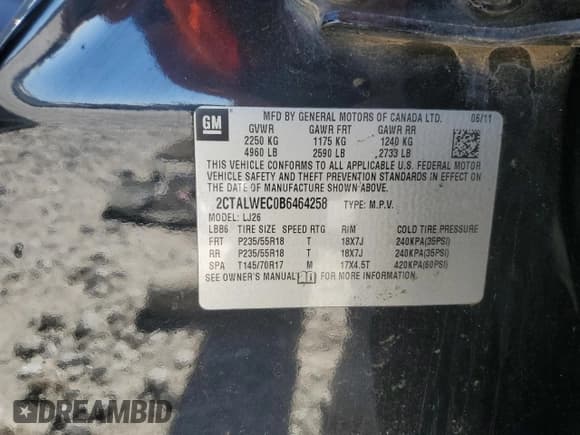 GM
MFD BY GENERAL MOTORS OF CANADA LTD. 06/11
GVWR GAWR FRT GAWR RR
2250 KG 1175 KG 1240 KG
4960 LB 2590 LB 2733 LB
THIS VEHICLE CONFORMS TO ALL APPLICABLE U.S. FEDERAL MOTOR
VEHICLE SAFETY AND THEFT PREVENTION STANDARDS IN EFFECT ON THE
DATE OF MANUFACTURE SHOWN ABOVE.
2CTALWEC0B6464258 TYPE: M.P.V.
MODEL: LJ26
LBB6 TIRE SIZE SPEED RTG RIM COLD TIRE PRESSURE
FRT P235/55R18 T 18X7J 240KPA(35PSI)
RR P235/55R18 T 18X7J 240KPA(35PSI)
SPA T145/70R17 M 17X4.5T 420KPA(60PSI)
SEE OWNER'S MANUAL
DREAMBID